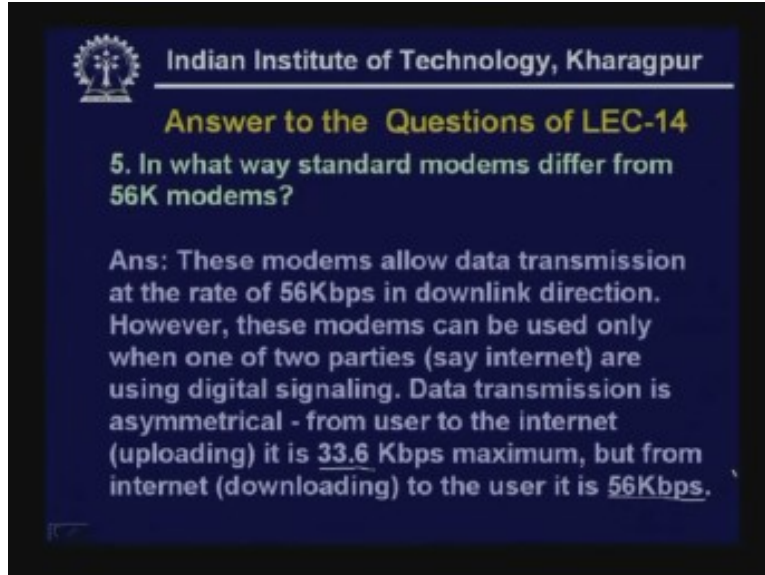 Indian Institute of Technology, Kharagpur
Answer to the Questions of LEC-14
5. In what way standard modems differ from
56K modems?
Ans: These modems allow data transmission
at the rate of 56Kbps in downlink direction.
However, these modems can be used only
when one of two parties (say internet) are
using digital signaling. Data transmission is
asymmetrical - from user to the internet
(uploading) it is 33.6 Kbps maximum, but from
internet (downloading) to the user it is 56Kbps.